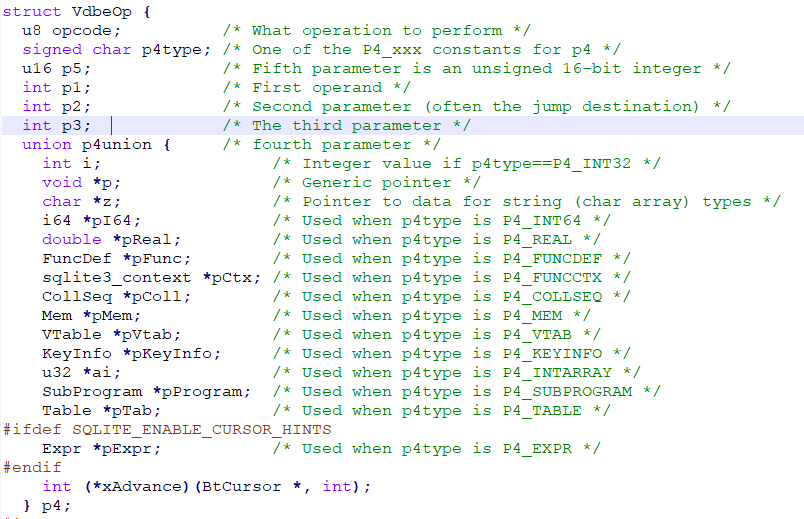 struct VdbeOp {
  u8 opcode;          /* What operation to perform */
  signed char p4type; /* One of the P4_xxx constants for p4 */
  u16 p5;             /* Fifth parameter is an unsigned 16-bit integer */
  int p1;             /* First operand */
  int p2;             /* Second parameter (often the jump destination) */
  int p3;             /* The third parameter */
  union p4union {     /* fourth parameter */
    int i;                 /* Integer value if p4type==P4_INT32 */
    void *p;               /* Generic pointer */
    char *z;               /* Pointer to data for string (char array) types */
    i64 *pI64;             /* Used when p4type is P4_INT64 */
    double *pReal;         /* Used when p4type is P4_REAL */
    FuncDef *pFunc;        /* Used when p4type is P4_FUNCDEF */
    sqlite3_context *pCtx; /* Used when p4type is P4_FUNCCTX */
    CollSeq *pColl;        /* Used when p4type is P4_COLLSEQ */
    Mem *pMem;             /* Used when p4type is P4_MEM */
    VTable *pVtab;         /* Used when p4type is P4_VTAB */
    KeyInfo *pKeyInfo;     /* Used when p4type is P4_KEYINFO */
    u32 *ai;               /* Used when p4type is P4_INTARRAY */
    SubProgram *pProgram;  /* Used when p4type is P4_SUBPROGRAM */
    Table *pTab;           /* Used when p4type is P4_TABLE */
#ifdef SQLITE_ENABLE_CURSOR_HINTS
    Expr *pExpr;           /* Used when p4type is P4_EXPR */
#endif
    int (*xAdvance)(BtCursor *, int);
  } p4;